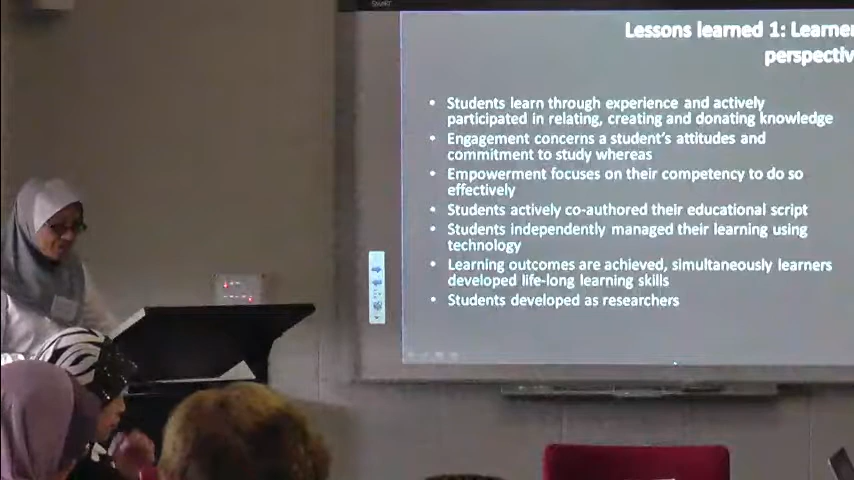 Lessons learned 1: Learner
perspectiv
• Students learn through experience and actively
participated in relating, creating and donating knowledge
• Engagement concerns a student's attitudes and
commitment to study whereas
• Empowerment focuses on their competency to do so
effectively
• Students actively co-authored their educational script
• Students independently managed their learning using
technology
• Learning outcomes are achieved, simultaneously learners
developed life-long learning skills
• Students developed as researchers